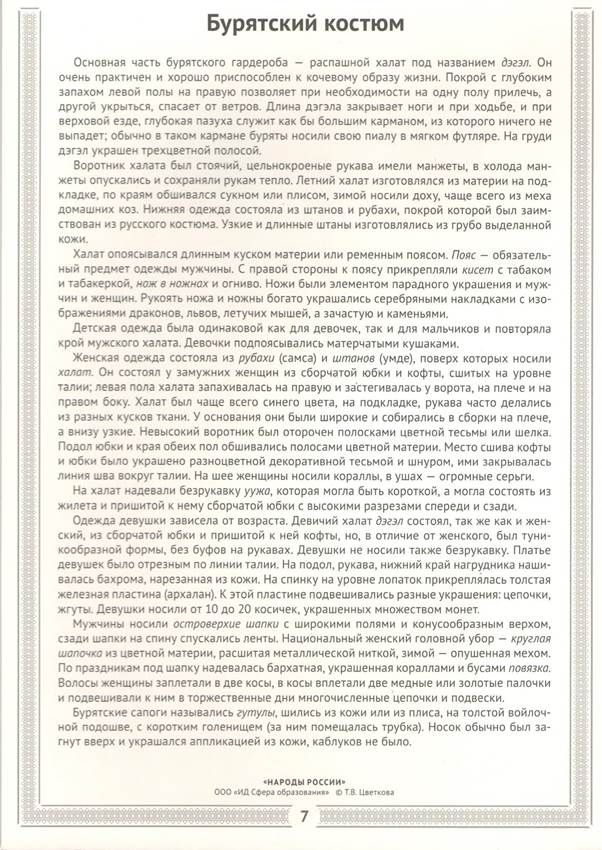 Бурятский костюм
Основная часть бурятского гардероба — распашной халат под названием дэгэл. Он
очень практичен и хорошо приспособлен к кочевому образу жизни. Покрой с глубоким
запахом левой полы на правую позволяет при необходимости на одну полу прилечь, а
другой укрыться, спасает от ветров. Длина дэгэла закрывает ноги и при ходьбе, и при
верховой езде, глубокая пазуха служит как бы большим карманом, из которого ничего не
выпадет; обычно в таком кармане буряты носили свою пиалу в мягком футляре. На груди
дэгэл украшен трехцветной полосой.
Воротник халата был стоячий, цельнокроеные рукава имели манжеты, в холода ман-
жеты опускались и сохраняли рукам тепло. Летний халат изготовлялся из материи на под-
кладке, по краям обшивался сукном или плисом, зимой носили доху, чаще всего из меха
домашних коз. Нижняя одежда состояла из штанов и рубахи, покрой которой был заим-
ствован из русского костюма. Узкие и длинные штаны изготовлялись из грубо выделанной
кожи.
Халат опоясывался длинным куском материи или ременным поясом. Пояс — обязатель-
ный предмет одежды мужчины. С правой стороны к поясу прикрепляли кисет с табаком
и табакеркой, нож в ножнах и огниво. Ножи были элементом парадного украшения и муж-
чин и женщин. Рукоять ножа и ножны богато украшались серебряными накладками с изо-
бражениями драконов, львов, летучих мышей, а зачастую и каменьями.
Детская одежда была одинаковой как для девочек, так и для мальчиков и повторяла
крой мужского халата. Девочки подпоясывались матерчатыми кушаками.
Женская одежда состояла из рубахи (самса) и штанов (умде), поверх которых носили
халат. Он состоял у замужних женщин из сборчатой юбки и кофты, сшитых на уровне
талии; левая пола халата запахивалась на правую и застегивалась у ворота, на плече и на
правом боку. Халат был чаще всего синего цвета, на подкладке, рукава часто делались
из разных кусков ткани. У основания они были широкие и собирались в сборки на плече,
а внизу узкие. Невысокий воротник был оторочен полосками цветной тесьмы или шелка.
Подол юбки и края обеих пол обшивались полосами цветной материи. Место сшива кофты
и юбки было украшено разноцветной декоративной тесьмой и шнуром, ими закрывалась
линия шва вокруг талии. На шее женщины носили кораллы, в ушах — огромные серьги.
На халат надевали безрукавку уужа, которая могла быть короткой, а могла состоять из
жилета и пришитой к нему сборчатой юбки с высокими разрезами спереди и сзади.
Одежда девушки зависела от возраста. Девичий халат дэгэл состоял, так же как и жен-
ский, из сборчатой юбки и пришитой к ней кофты, но, в отличие от женского, был туни-
кообразной формы, без буфов на рукавах. Девушки не носили также безрукавку. Платье
девушек было отрезным по линии талии. На подол, рукава, нижний край нагрудника наши-
валась бахрома, нарезанная из кожи. На спинку на уровне лопаток прикреплялась толстая
железная пластина (архалан). К этой пластине подвешивались разные украшения: цепочки,
жгуты. Девушки носили от 10 до 20 косичек, украшенных множеством монет.
Мужчины носили островерхие шапки с широкими полями и конусообразным верхом,
сзади шапки на спину спускались ленты. Национальный женский головной убор — круглая
шапочка из цветной материи, расшитая металлической ниткой, зимой — опушенная мехом.
По праздникам под шапку надевалась бархатная, украшенная кораллами и бусами повязка.
Волосы женщины заплетали в две косы, в косы вплетали две медные или золотые палочки
и подвешивали к ним в торжественные дни многочисленные цепочки и подвески.
Бурятские сапоги назывались гутулы, шились из кожи или из плиса, на толстой войлоч-
ной подошве, с коротким голенищем (за ним помещалась трубка). Носок обычно был за-
гнут вверх и украшался аппликацией из кожи, каблуков не было.
«НАРОДЫ РОССИИ»
ООО «ИД Сфера образования» © Т.В. Цветкова
7